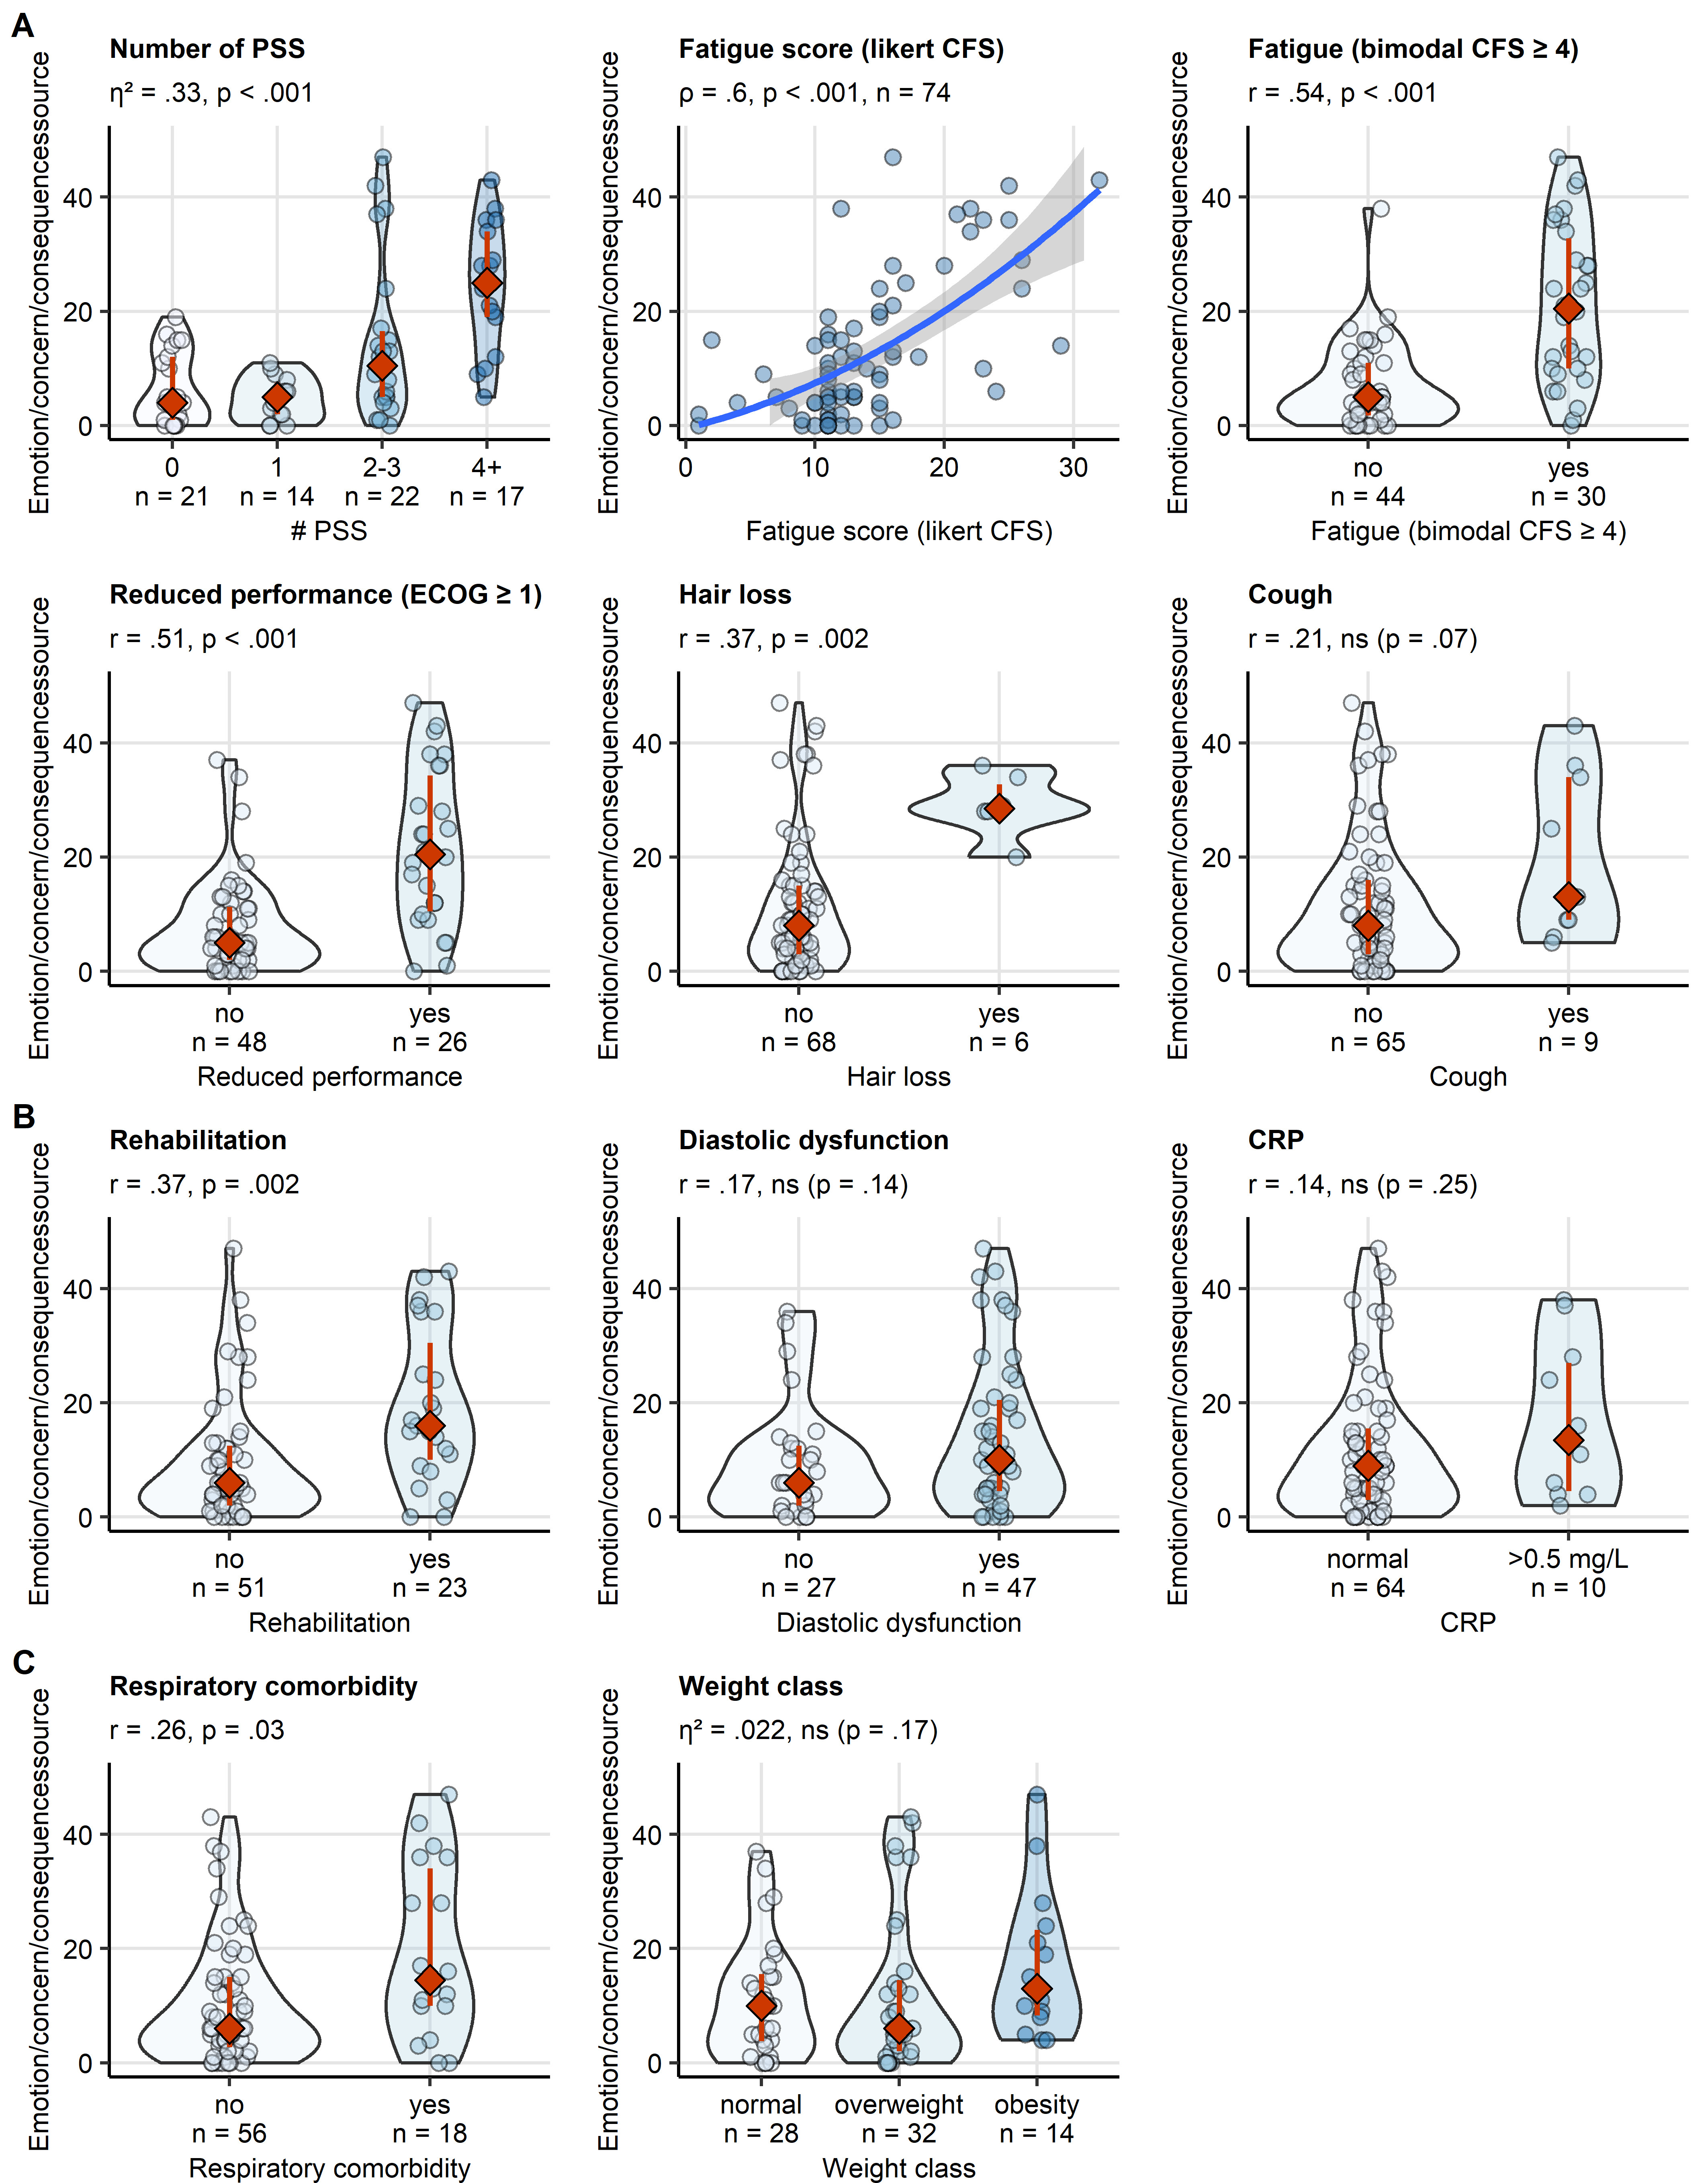 A
Number of PSS
η² = .33, p < .001
Emotion/concern/consequencessource
40
20
0
0
1
2-3
4+
n = 21
n = 14
n = 22
n = 17
# PSS
Fatigue score (likert CFS)
ρ = .6, p < .001, n = 74
Emotion/concern/consequencessource
40
20
0
0
10
20
30
Fatigue score (likert CFS)
Fatigue (bimodal CFS ≥ 4)
r = .54, p < .001
Emotion/concern/consequencessource
40
20
0
no
yes
n = 44
n = 30
Fatigue (bimodal CFS ≥ 4)
Reduced performance (ECOG ≥ 1)
r = .51, p < .001
Emotion/concern/consequencessource
40
20
0
no
yes
n = 48
n = 26
Reduced performance
Hair loss
r = .37, p = .002
Emotion/concern/consequencessource
40
20
0
no
yes
n = 68
n = 6
Hair loss
Cough
r = .21, ns (p = .07)
Emotion/concern/consequencessource
40
20
0
no
yes
n = 65
n = 9
Cough
B
Rehabilitation
r = .37, p = .002
Emotion/concern/consequencessource
40
20
0
no
yes
n = 51
n = 23
Rehabilitation
Diastolic dysfunction
r = .17, ns (p = .14)
Emotion/concern/consequencessource
40
20
0
no
yes
n = 27
n = 47
Diastolic dysfunction
CRP
r = .14, ns (p = .25)
Emotion/concern/consequencessource
40
20
0
normal
>0.5 mg/L
n = 64
n = 10
CRP
C
Respiratory comorbidity
r = .26, p = .03
Emotion/concern/consequencessource
40
20
0
no
yes
n = 56
n = 18
Respiratory comorbidity
Weight class
η² = .022, ns (p = .17)
Emotion/concern/consequencessource
40
20
0
normal
overweight
obesity
n = 28
n = 32
n = 14
Weight class